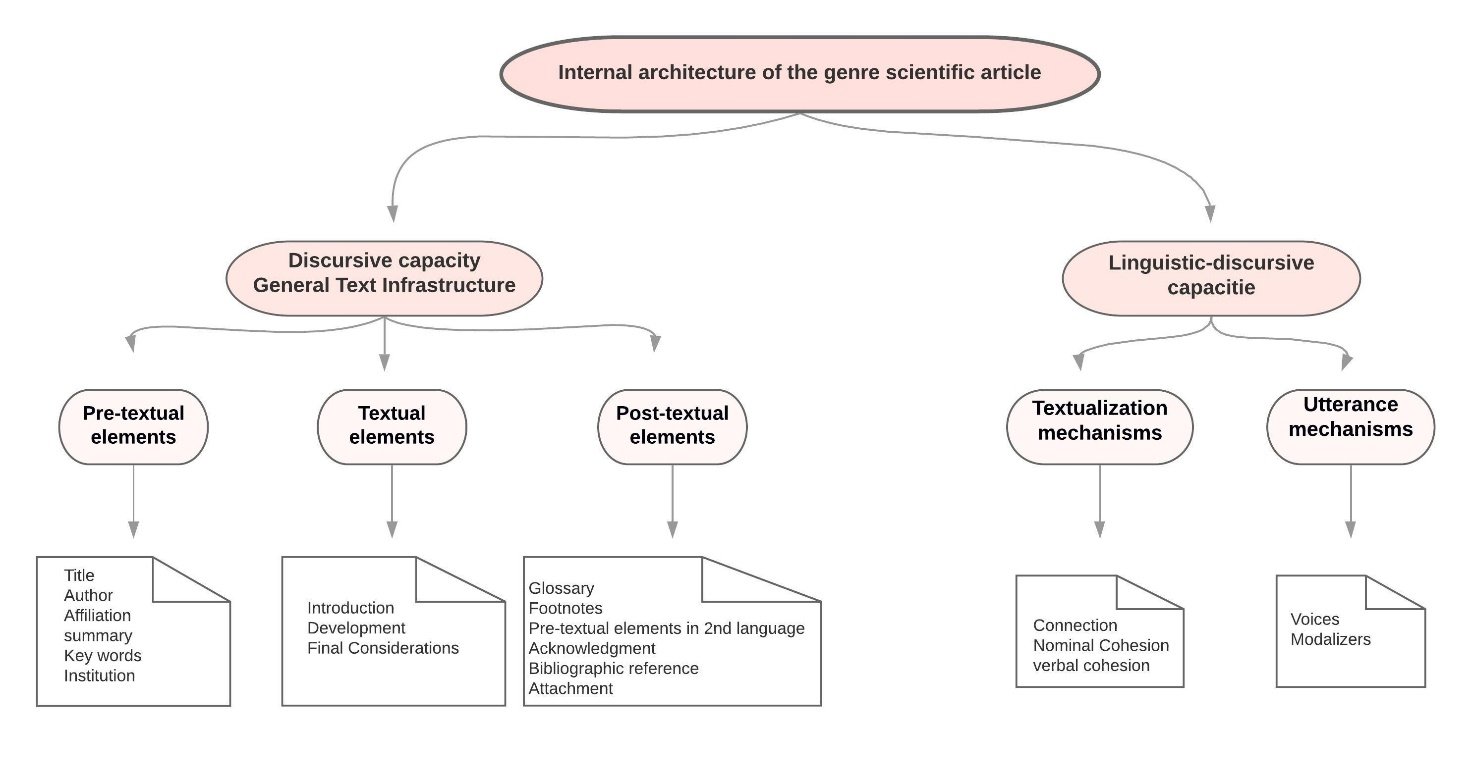 Internal architecture of the genre scientific article
Discursive capacity
General Text Infrastructure
Linguistic-discursive
capacitie
Pre-textual
elements
Textual
elements
Post-textual
elements
Textualization
mechanisms
Utterance
mechanisms
Title
Author
Affiliation
summary
Key words
Institution
Introduction
Development
Final Considerations
Glossary
Footnotes
Pre-textual elements in 2nd language
Acknowledgment
Bibliographic reference
Attachment
Connection
Nominal Cohesion
verbal cohesion
Voices
Modalizers